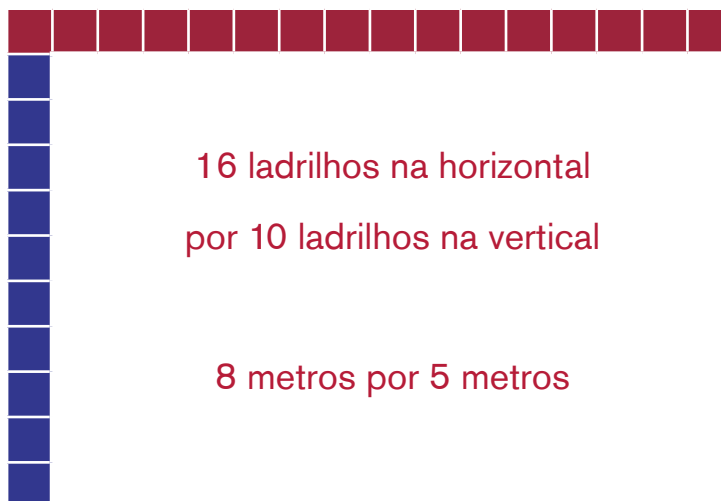 16 ladrilhos na horizontal
por 10 ladrilhos na vertical
8 metros por 5 metros